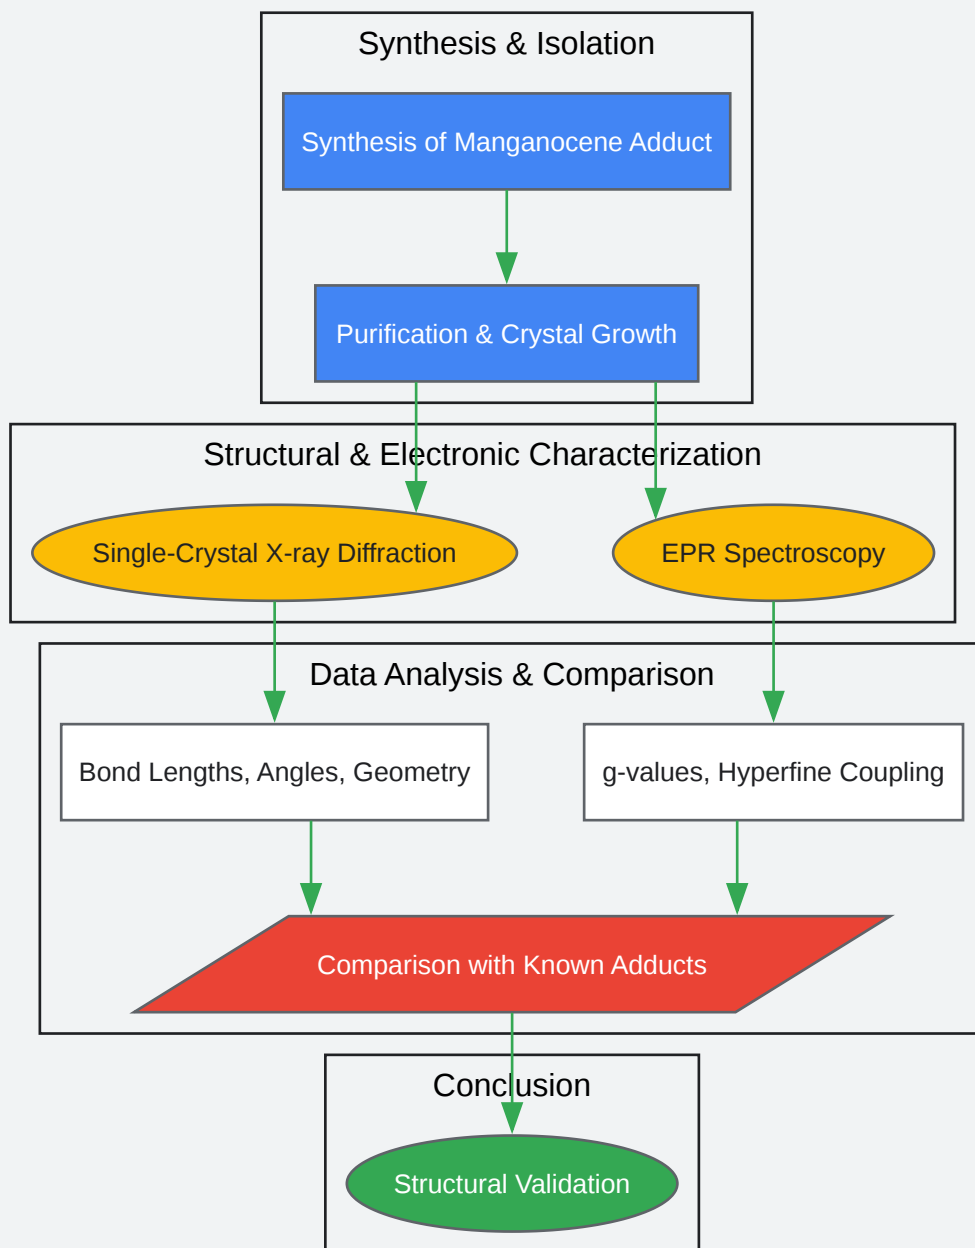 Synthesis & Isolation
Synthesis of Manganocene Adduct
Purification & Crystal Growth
Structural & Electronic Characterization
Single-Crystal X-ray Diffraction
EPR Spectroscopy
Data Analysis & Comparison
Bond Lengths, Angles, Geometry
g-values, Hyperfine Coupling
Comparison with Known Adducts
Conclusion
Structural Validation